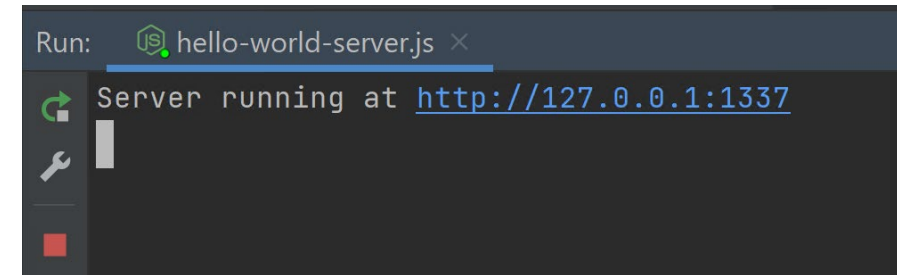 Run: hello-world-server.js
Server running at http://127.0.0.1:1337